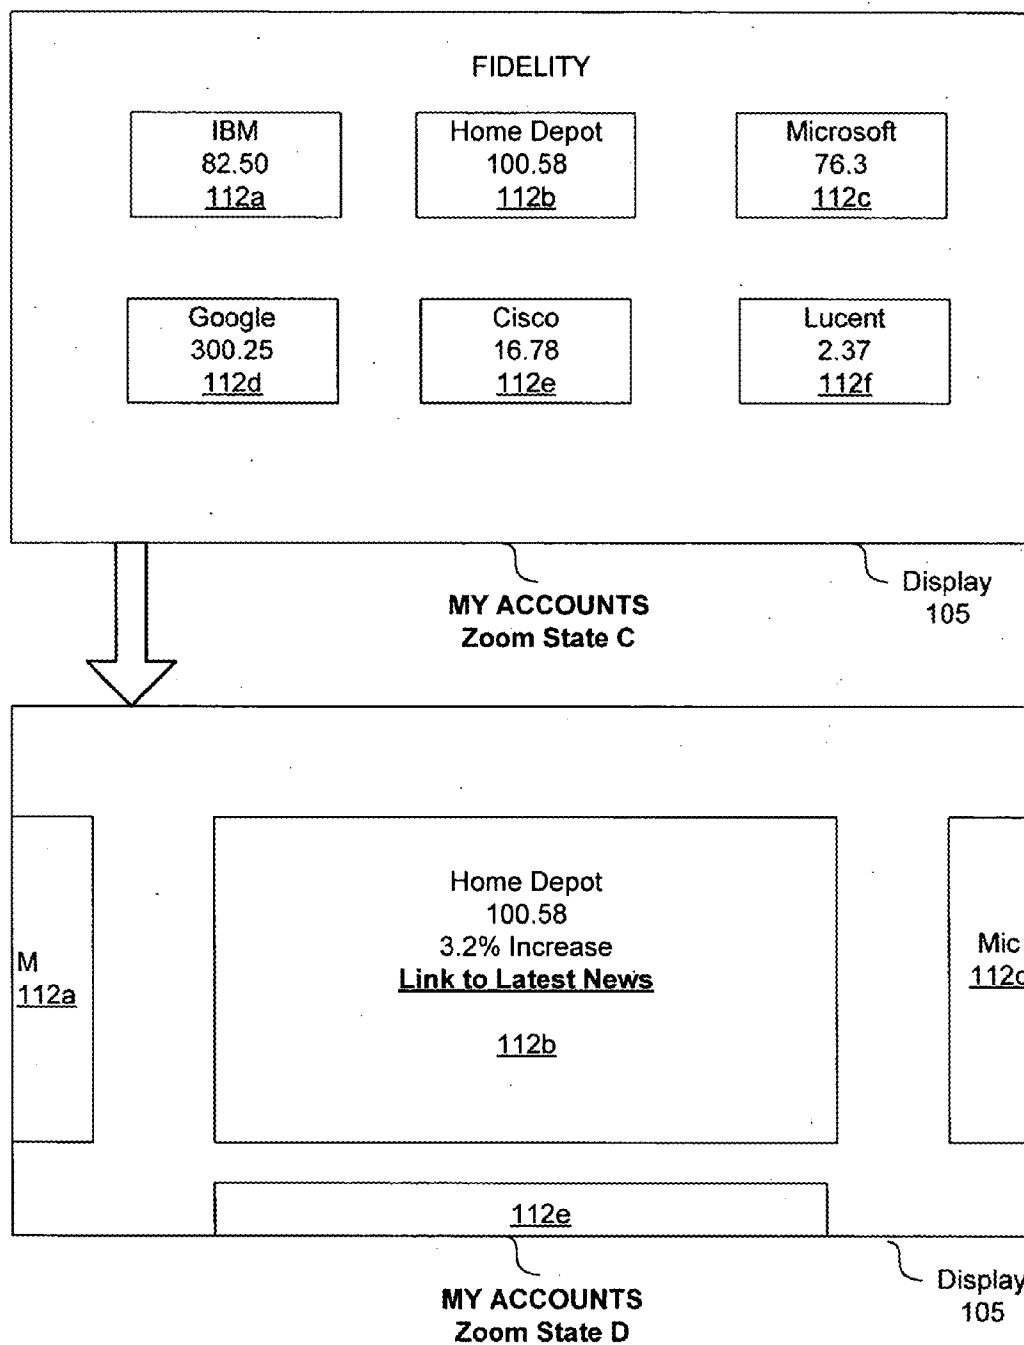 FIDELITY
IBM
82.50
112a
Home Depot
100.58
112b
Microsoft
76.3
112c
Google
300.25
112d
Cisco
16.78
112e
Lucent
2.37
112f
MY ACCOUNTS
Zoom State C
Display
105
M
112a
Home Depot
100.58
3.2% Increase
Link to Latest News
112b
Mic
112c
112e
MY ACCOUNTS
Zoom State D
Display
105